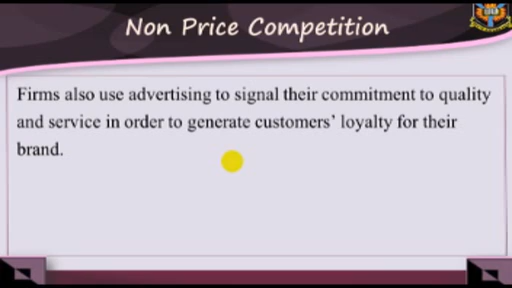 Non Price Competition
Firms also use advertising to signal their commitment to quality
and service in order to generate customers’ loyalty for their
brand.